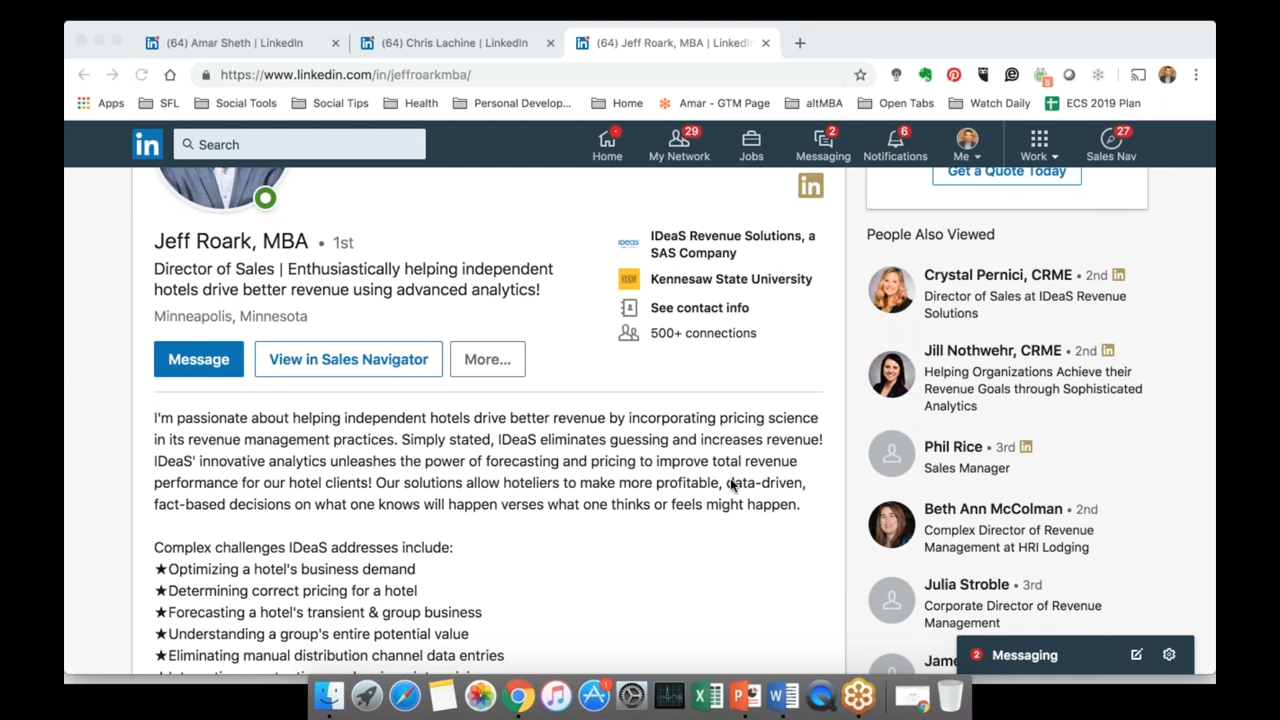 (64) Amar Sheth | LinkedIn
(64) Chris Lachine | LinkedIn
(64) Jeff Roark, MBA | LinkedIn
https://www.linkedin.com/in/jeffroarkmba/
5
Apps
SFL
Social Tools
Social Tips
Health
Personal Develop...
Home
Amar - GTM Page
altMBA
Open Tabs
Watch Daily
ECS 2019 Plan
in
Search
Home
29
My Network
Jobs
2
Messaging
6
Notifications
Me
Work
27
Sales Nav
in
Get a Quote Today
Jeff Roark, MBA • 1st
Director of Sales | Enthusiastically helping independent
hotels drive better revenue using advanced analytics!
Minneapolis, Minnesota
IDeaS
IDeaS Revenue Solutions, a
SAS Company
Kennesaw State University
See contact info
500+ connections
Message
View in Sales Navigator
More...
I'm passionate about helping independent hotels drive better revenue by incorporating pricing science
in its revenue management practices. Simply stated, IDeaS eliminates guessing and increases revenue!
IDeaS' innovative analytics unleashes the power of forecasting and pricing to improve total revenue
performance for our hotel clients! Our solutions allow hoteliers to make more profitable, data-driven,
fact-based decisions on what one knows will happen verses what one thinks or feels might happen.
Complex challenges IDeaS addresses include:
★Optimizing a hotel's business demand
★Determining correct pricing for a hotel
★Forecasting a hotel's transient & group business
★Understanding a group's entire potential value
★Eliminating manual distribution channel data entries
People Also Viewed
Crystal Pernici, CRME • 2nd in
Director of Sales at IDeaS Revenue
Solutions
Jill Nothwehr, CRME • 2nd in
Helping Organizations Achieve their
Revenue Goals through Sophisticated
Analytics
Phil Rice • 3rd in
Sales Manager
Beth Ann McColman • 2nd
Complex Director of Revenue
Management at HRI Lodging
Julia Stroble • 3rd
Corporate Director of Revenue
Management
Jame
2 Messaging
1